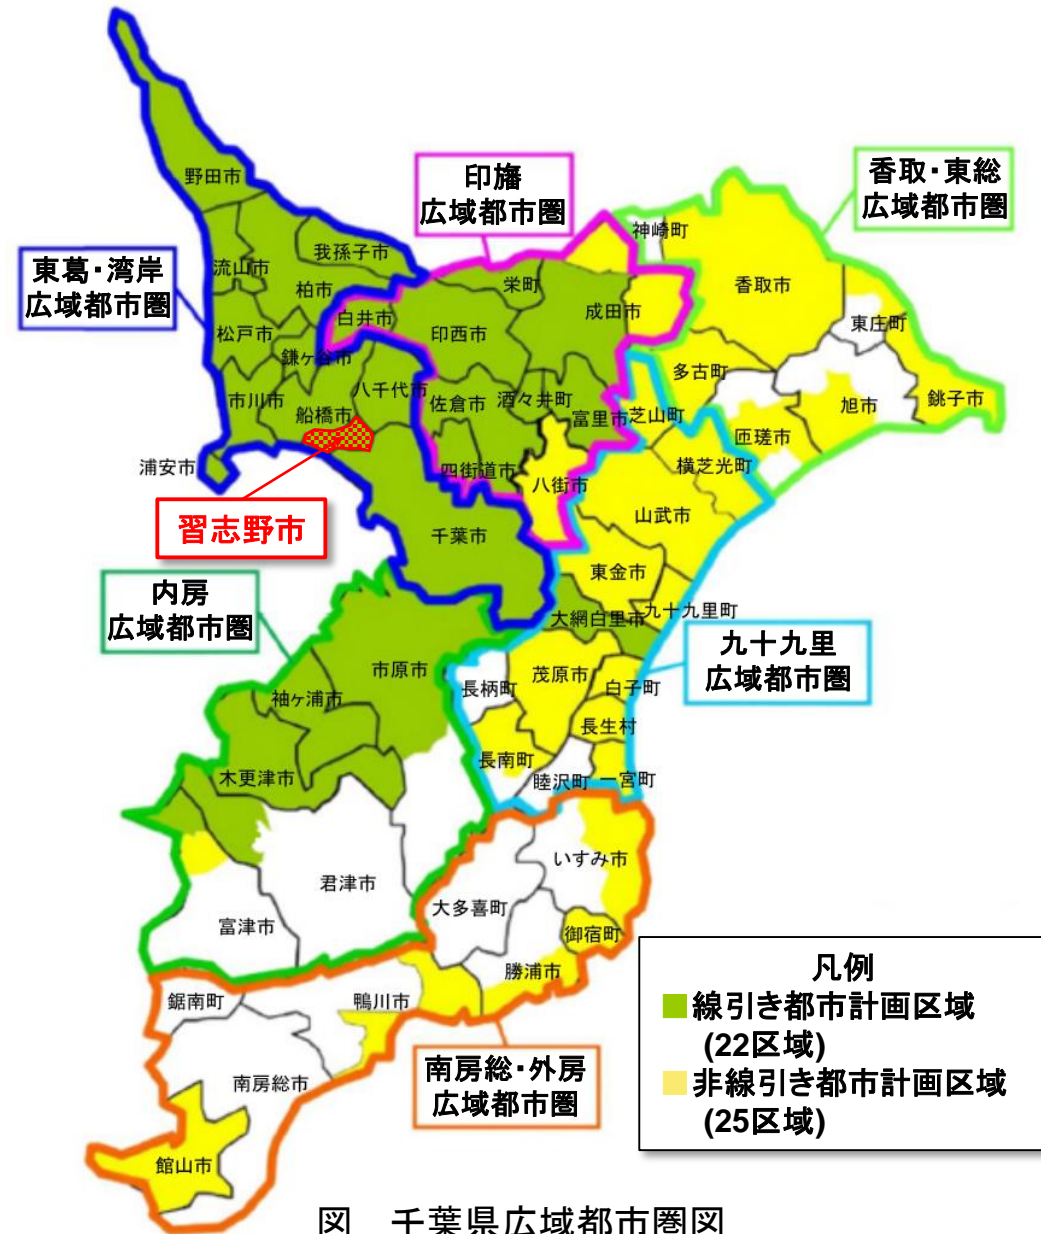 野田市
印旛
広域都市圏
香取・東総
広域都市圏
神崎町
我孫子市
東葛・湾岸
広域都市圏
流山市
柏市
栄町
成田市
香取市
白井市
印西市
東庄町
松戸市
鎌ケ谷市
八千代市
多古町
市川市
船橋市
佐倉市
酒々井町
富里市
芝山町
旭市
銚子市
匝瑳市
浦安市
四街道市
八街市
横芝光町
習志野市
千葉市
山武市
内房
広域都市圏
東金市
大網白里市
九十九里町
九十九里
広域都市圏
市原市
長柄町
茂原市
白子町
袖ヶ浦市
長生村
長南町
木更津市
睦沢町
一宮町
いすみ市
君津市
大多喜町
富津市
御宿町
勝浦市
鋸南町
鴨川市
南房総市
南房総・外房
広域都市圏
館山市
凡例
線引き都市計画区域
(22区域)
非線引き都市計画区域
(25区域)
図　千葉県広域都市圏図